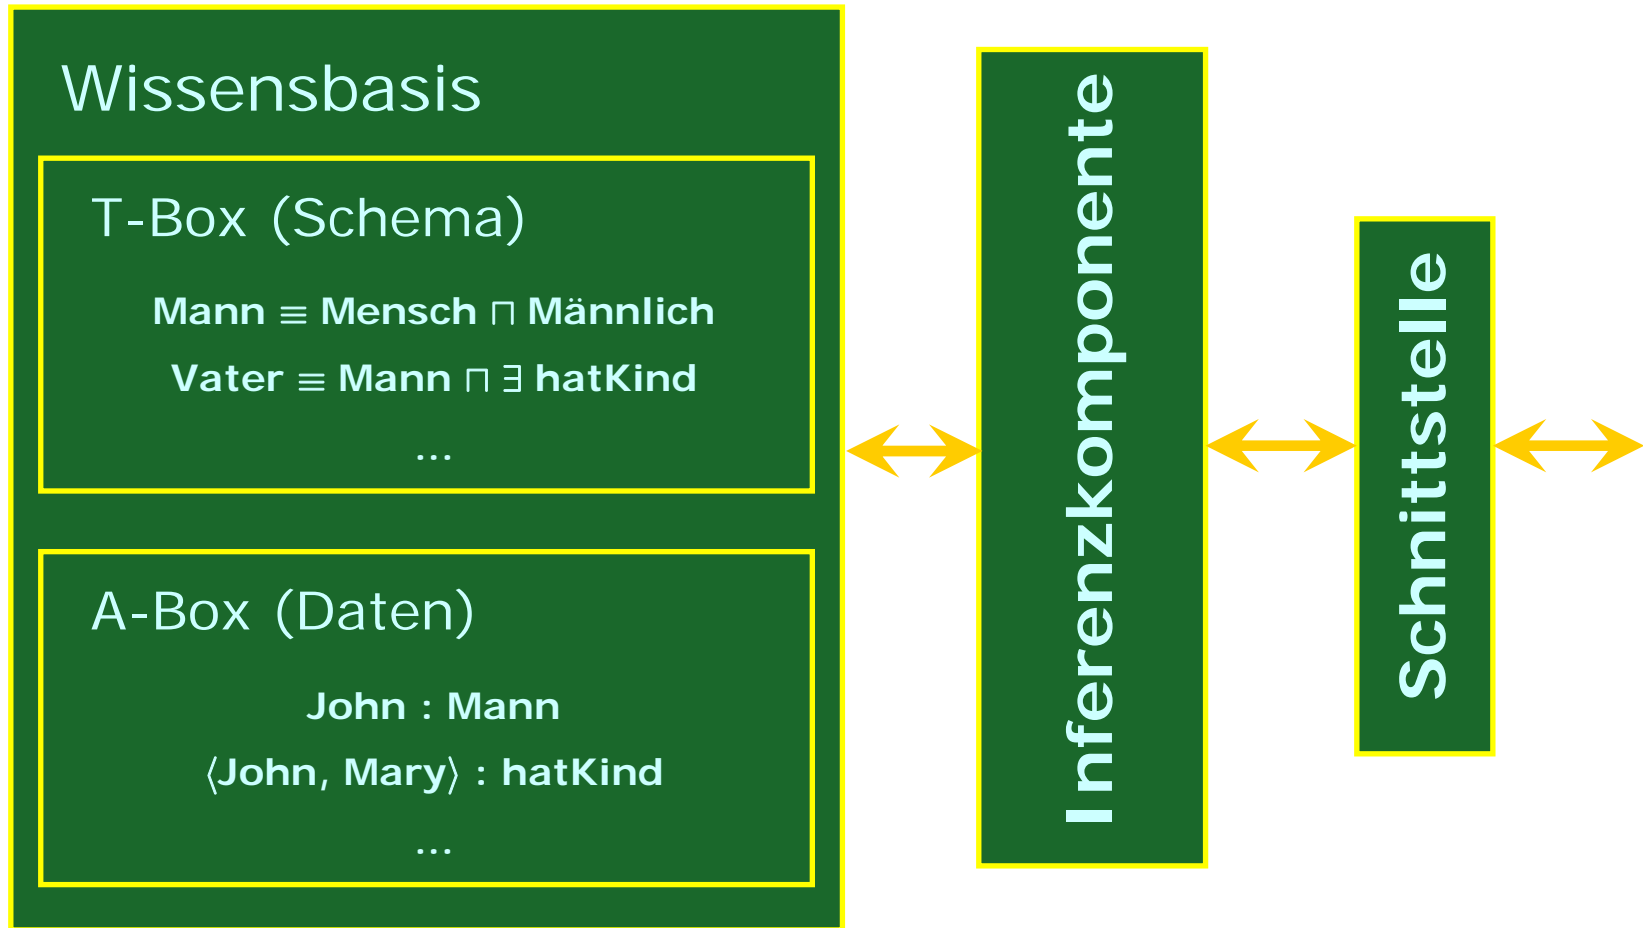 Wissensbasis
T-Box (Schema)
Mann ≡ Mensch ⊓ Männlich
Vater ≡ Mann ⊓ ∃ hatKind
...
A-Box (Daten)
John : Mann
⟨John, Mary⟩ : hatKind
...
Inferenzkomponente
Schnittstelle